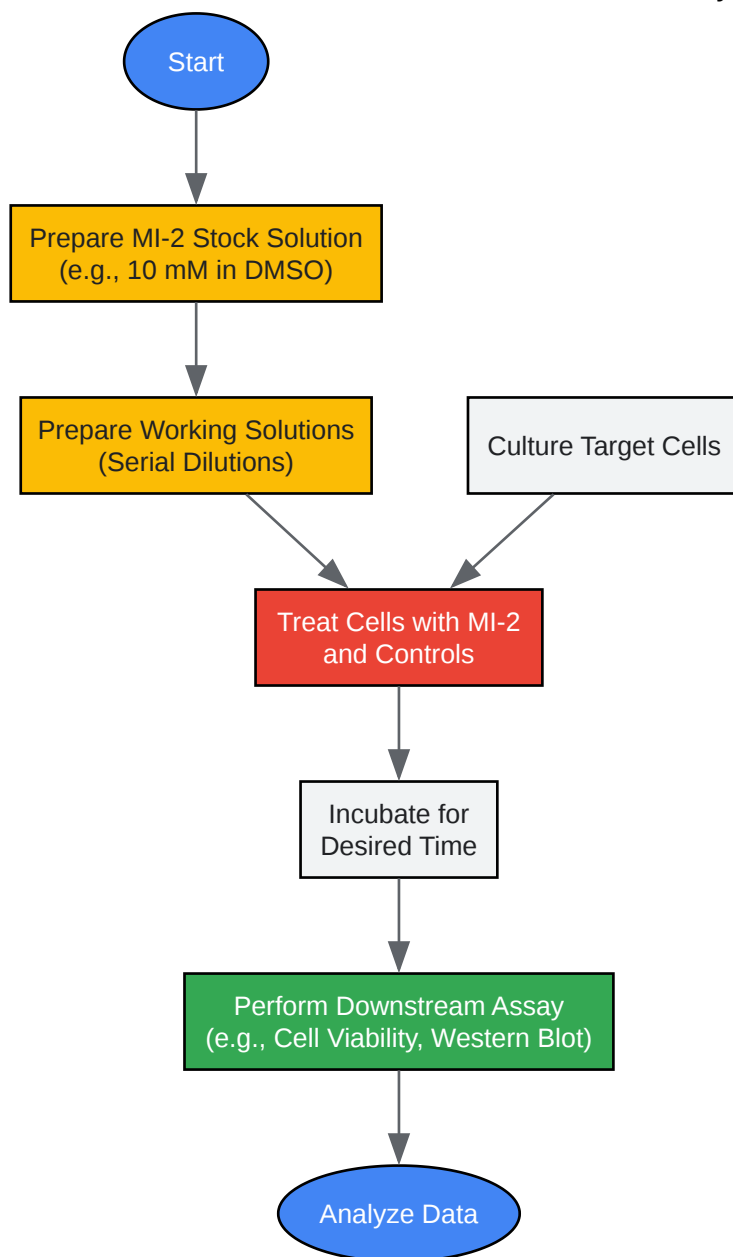 Start
Prepare MI-2 Stock Solution
(e.g., 10 mM in DMSO)
Prepare Working Solutions
(Serial Dilutions)
Culture Target Cells
Treat Cells with MI-2
and Controls
Incubate for
Desired Time
Perform Downstream Assay
(e.g., Cell Viability, Western Blot)
Analyze Data